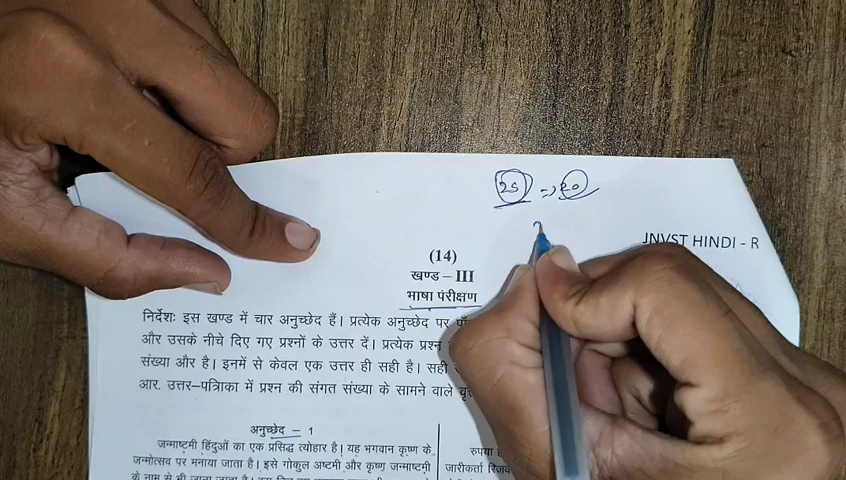 25 => 20
2
JNVST HINDI - R
(14)
खण्ड – III
भाषा पंरीक्षण
निर्देशः इस खण्ड में चार अनुच्छेद हैं। प्रत्येक अनुच्छेद पर
और उसके नीचे दिए गए प्रश्नों के उत्तर दें। प्रत्येक प्रश्न
संख्या और है। इनमें से केवल एक उत्तर ही सही है। सही
आर. उत्तर–पत्रिका में प्रश्न की संगत संख्या के सामने वाले
अनुच्छेद – 1
जन्माष्टमी हिंदुओं का एक प्रसिद्ध त्योहार है। यह भगवान कृष्ण के
जन्मोत्सव पर मनाया जाता है। इसे गोकुल अष्टमी और कृष्ण जन्माष्टमी
के नाम से भी जाना जाता है।
रुपया
जारीकर्ता रिजर्व